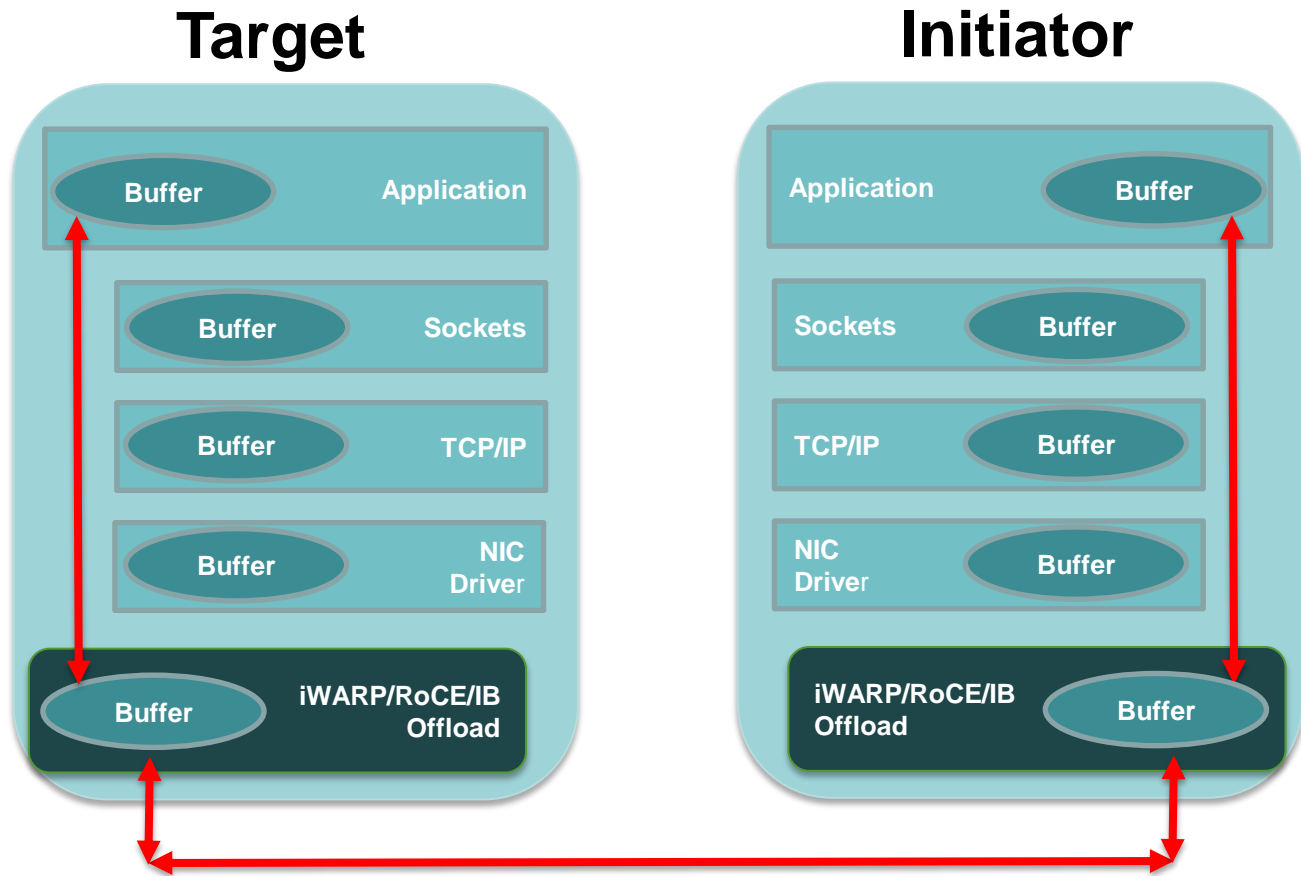 Target
Buffer
Application
Buffer
Sockets
Buffer
TCP/IP
Buffer
NIC
Driver
Buffer
iWARP/RoCE/IB
Offload
Initiator
Application
Buffer
Sockets
Buffer
TCP/IP
Buffer
NIC
Driver
Buffer
iWARP/RoCE/IB
Offload
Buffer